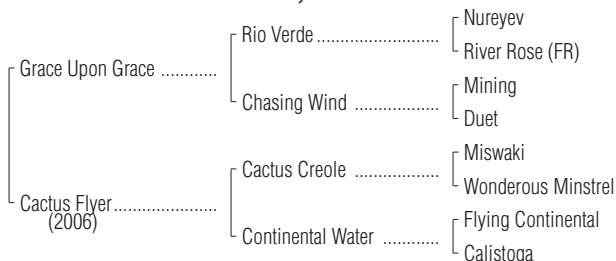 Nureyev
Rio Verde ........................
River Rose (FR)
Grace Upon Grace ...........
Mining
Chasing Wind .................
Duet
Miswaki
Cactus Creole .................
Wonderous Minstrel
Cactus Flyer.....................
(2006)
Flying Continental
Continental Water ...........
Calistoga